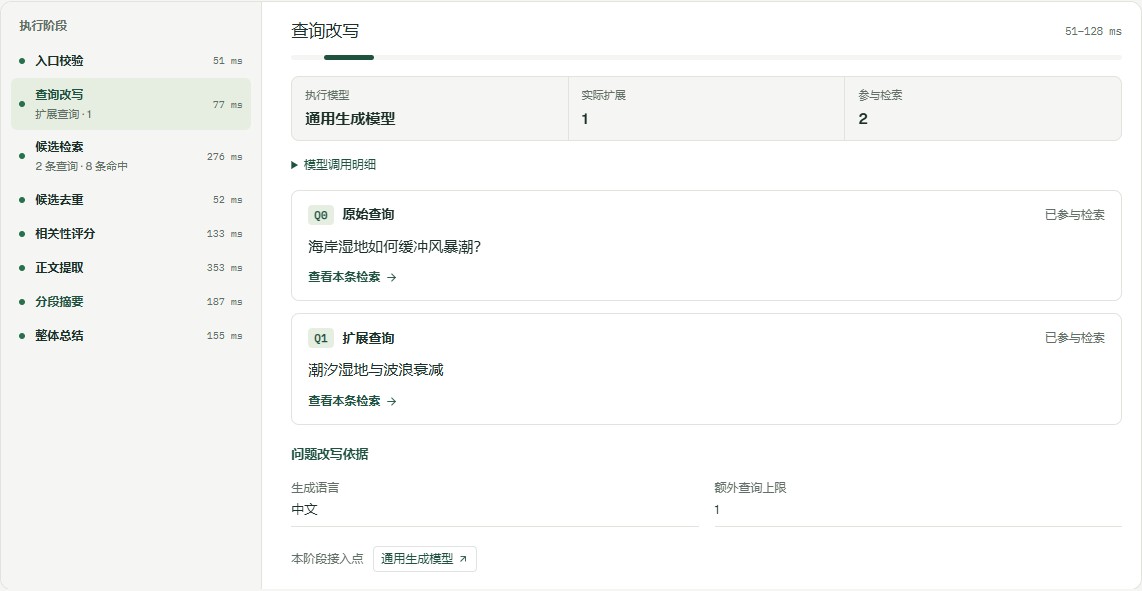 执行阶段
入口校验 51 ms
查询改写 77 ms
扩展查询 · 1
候选检索 276 ms
2 条查询 · 8 条命中
候选去重 52 ms
相关性评分 133 ms
正文提取 353 ms
分段摘要 187 ms
整体总结 155 ms
查询改写 51–128 ms
执行模型 实际扩展 参与检索
通用生成模型 1 2
模型调用明细
Q0 原始查询 已参与检索
海岸湿地如何缓冲风暴潮？
查看本条检索 →
Q1 扩展查询 已参与检索
潮汐湿地与波浪衰减
查看本条检索 →
问题改写依据
生成语言 额外查询上限
中文 1
本阶段接入点 通用生成模型 ↗